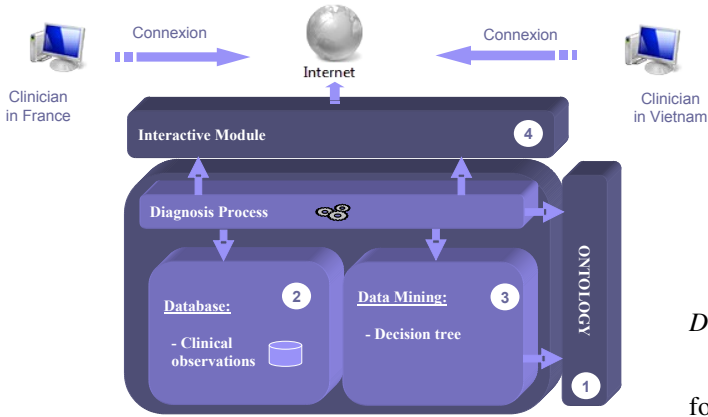 Connexion
Connexion
Internet
Clinician
in France
Clinician
in Vietnam
Interactive Module
4
Diagnosis Process
ONTOLOGY
1
2
Database:
- Clinical
observations
3
Data Mining:
- Decision tree
D
fo